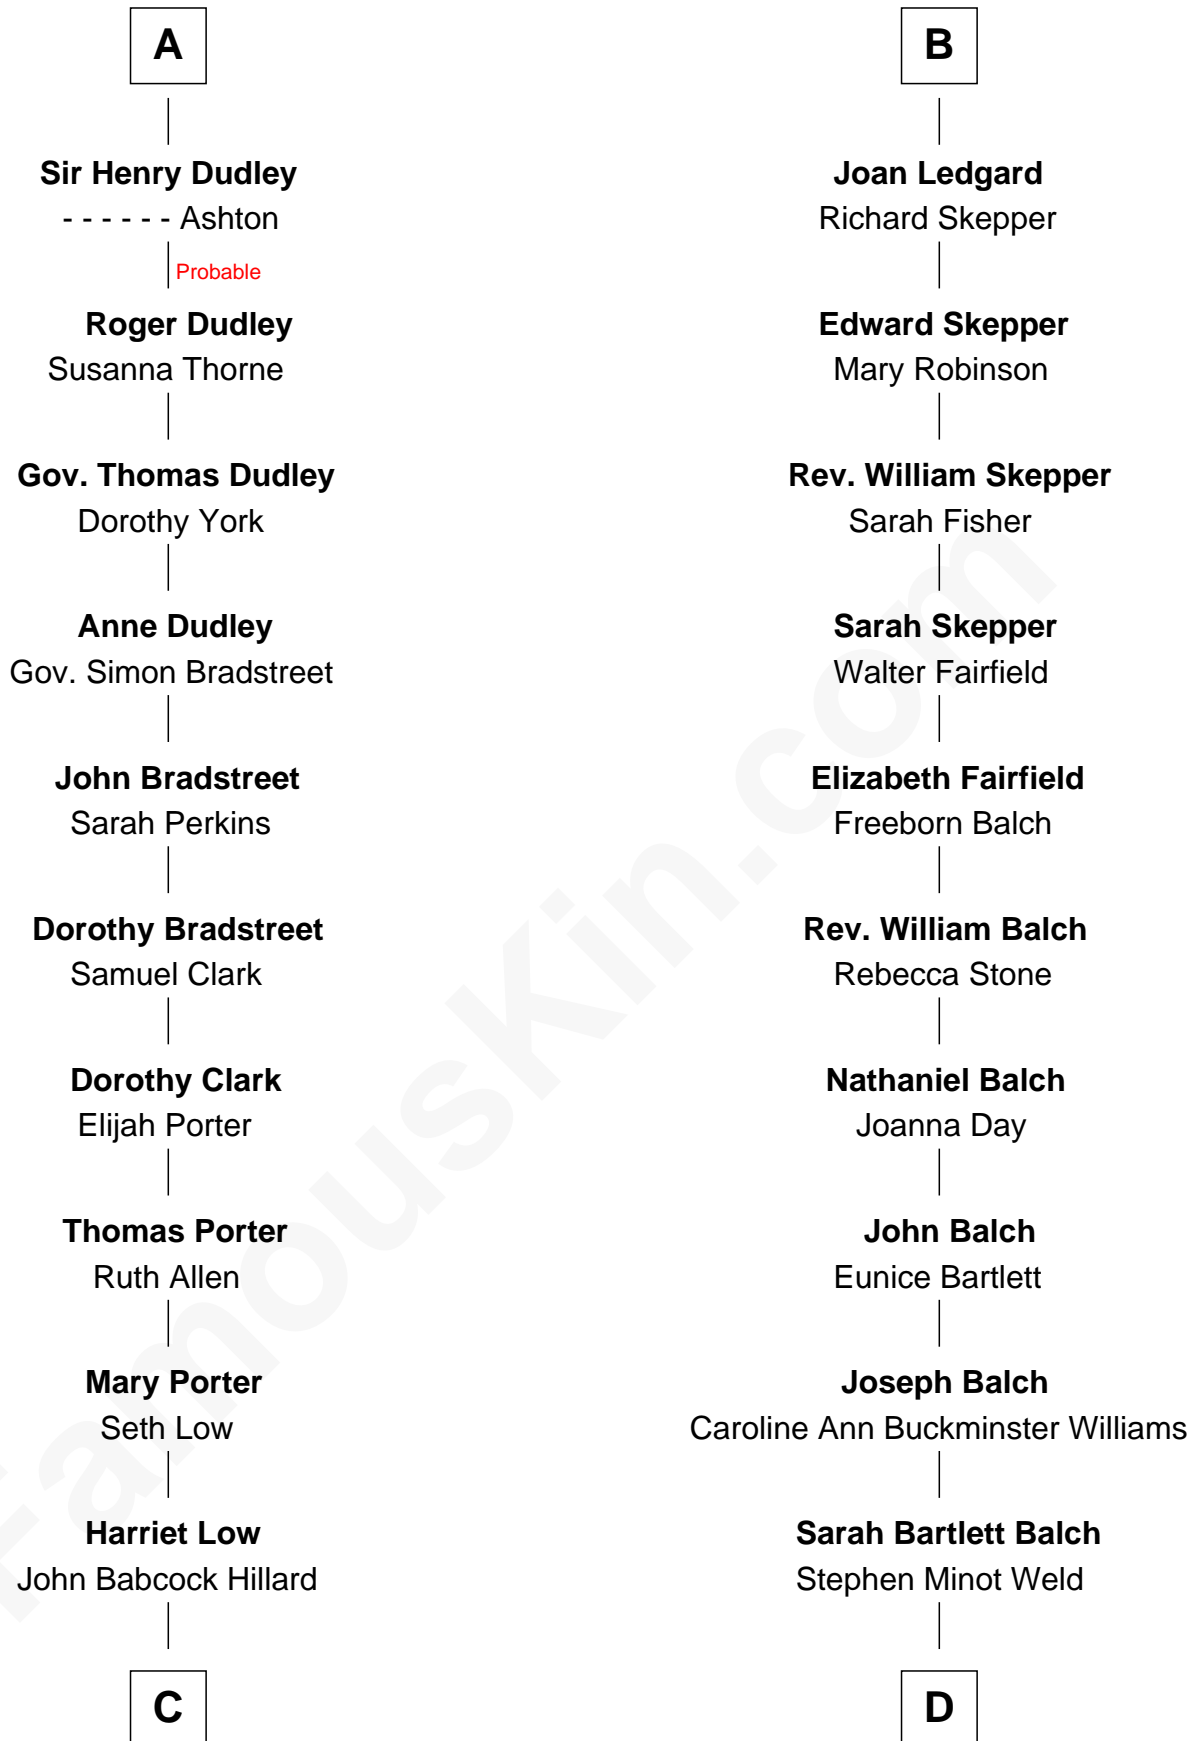 A
Sir Henry Dudley
- - - - - - Ashton
Probable
Roger Dudley
Susanna Thorne
Gov. Thomas Dudley
Dorothy York
Anne Dudley
Gov. Simon Bradstreet
John Bradstreet
Sarah Perkins
Dorothy Bradstreet
Samuel Clark
Dorothy Clark
Elijah Porter
Thomas Porter
Ruth Allen
Mary Porter
Seth Low
Harriet Low
John Babcock Hillard
C
B
Joan Ledgard
Richard Skepper
Edward Skepper
Mary Robinson
Rev. William Skepper
Sarah Fisher
Sarah Skepper
Walter Fairfield
Elizabeth Fairfield
Freeborn Balch
Rev. William Balch
Rebecca Stone
Nathaniel Balch
Joanna Day
John Balch
Eunice Bartlett
Joseph Balch
Caroline Ann Buckminster Williams
Sarah Bartlett Balch
Stephen Minot Weld
D
FamousKin.com